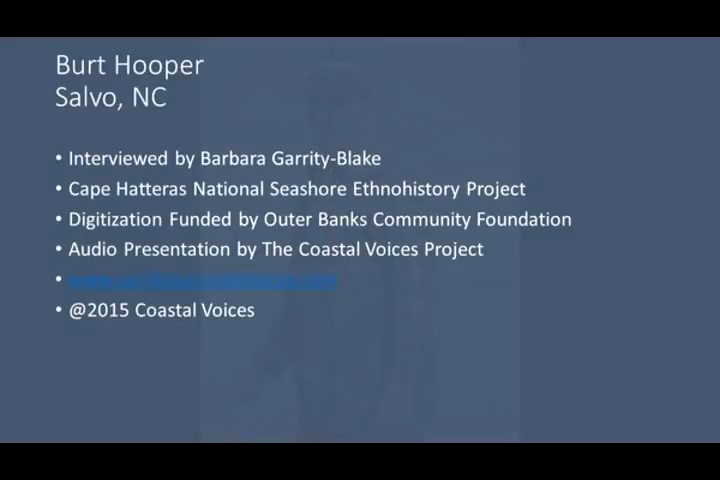 Burt Hooper
Salvo, NC
• Interviewed by Barbara Garrity-Blake
• Cape Hatteras National Seashore Ethnohistory Project
• Digitization Funded by Outer Banks Community Foundation
• Audio Presentation by The Coastal Voices Project
• @2015 Coastal Voices